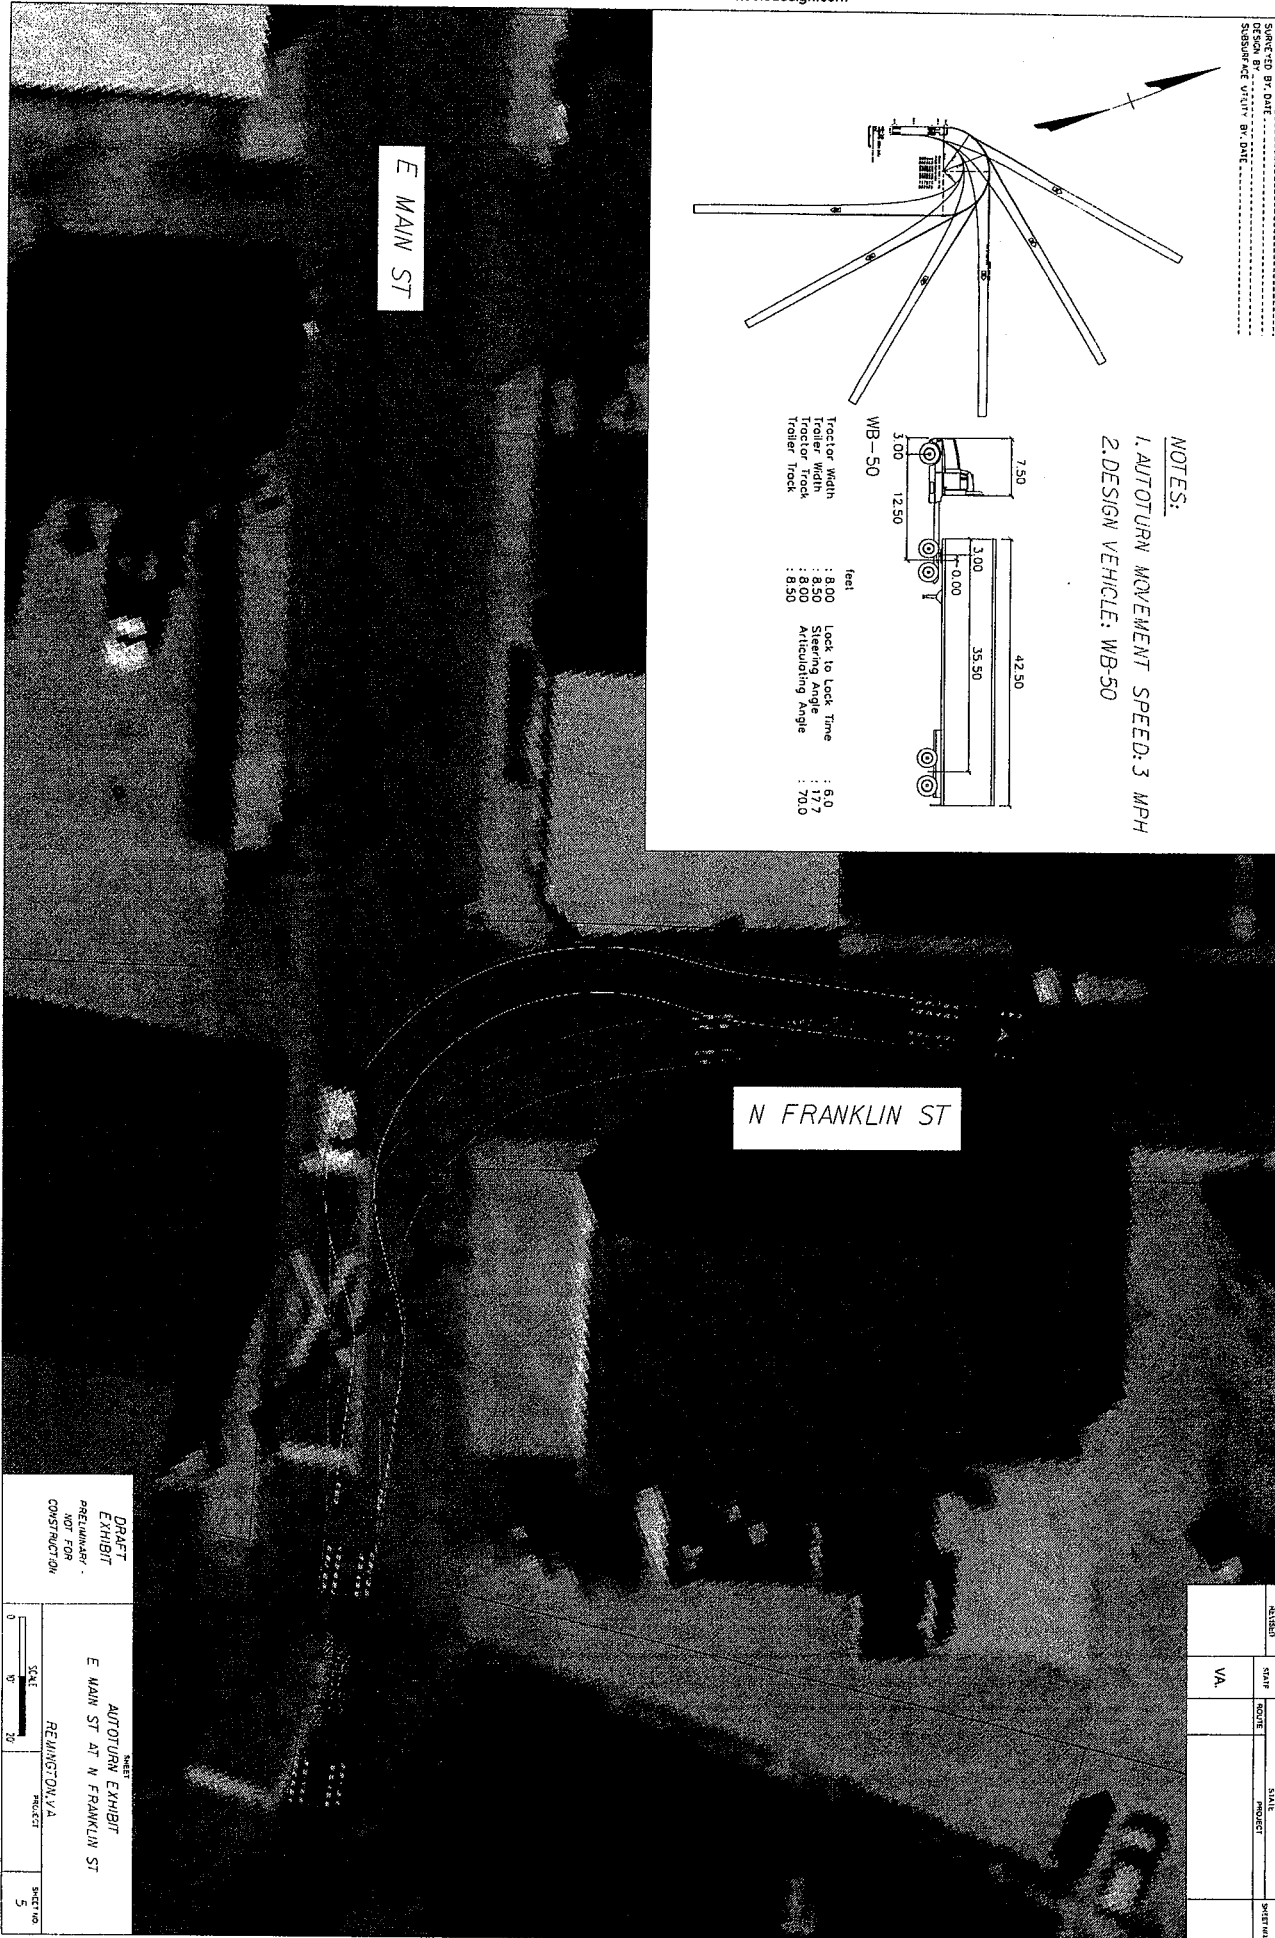 SURVEYED BY, DATE
DESIGN BY
SUBSURFACE UTILITY BY, DATE
NOTES:
1. AUTOTURN MOVEMENT SPEED: 3 MPH
2. DESIGN VEHICLE: WB-50
7.50
42.50
3.00
0.00
35.50
3.00
12.50
WB-50
feet
Tractor Width : 8.00
Trailer Width : 8.50
Tractor Track : 8.00
Trailer Track : 8.50
Lock to Lock Time : 6.0
Steering Angle : 17.7
Articulating Angle : 70.0
E MAIN ST
N FRANKLIN ST
REVISED
STATE
ROUTE
STATE
PROJECT
SHEET NO.
VA.
DRAFT
EXHIBIT
PRELIMINARY -
NOT FOR
CONSTRUCTION
SHEET
AUTOTURN EXHIBIT
E MAIN ST AT N FRANKLIN ST
REMINGTON, VA
SCALE
0 10' 20'
PROJECT
SHEET NO.
5